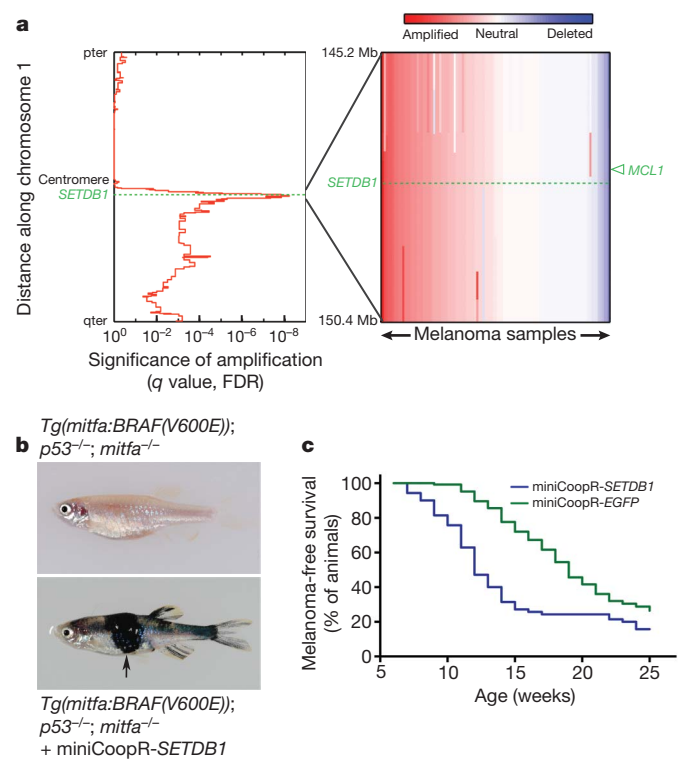 a
Amplified Neutral Deleted
Distance along chromosome 1
pter
Centromere
SETDB1
qter
10⁰ 10⁻² 10⁻⁴ 10⁻⁶ 10⁻⁸
Significance of amplification
(q value, FDR)
145.2 Mb
SETDB1
150.4 Mb
MCL1
Melanoma samples
b
Tg(mitfa:BRAF(V600E));
p53⁻/⁻; mitfa⁻/⁻
Tg(mitfa:BRAF(V600E));
p53⁻/⁻; mitfa⁻/⁻
+ miniCoopR-SETDB1
c
Melanoma-free survival
(% of animals)
100
80
60
40
20
0
miniCoopR-SETDB1
miniCoopR-EGFP
5 10 15 20 25
Age (weeks)